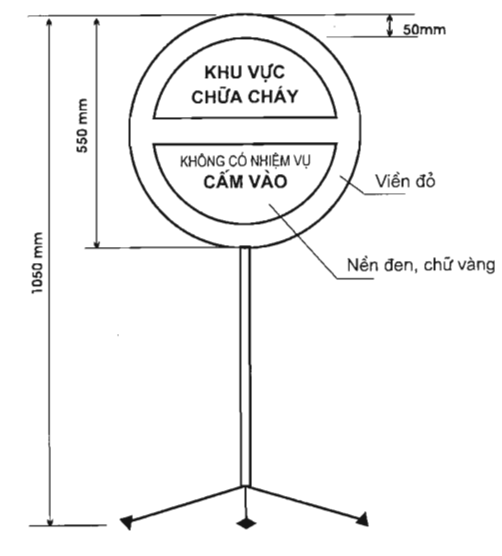 50mm
KHU VỰC
CHỮA CHÁY
550 mm
KHÔNG CÓ NHIỆM VỤ
CẤM VÀO
Viền đỏ
1050 mm
Nền đen, chữ vàng